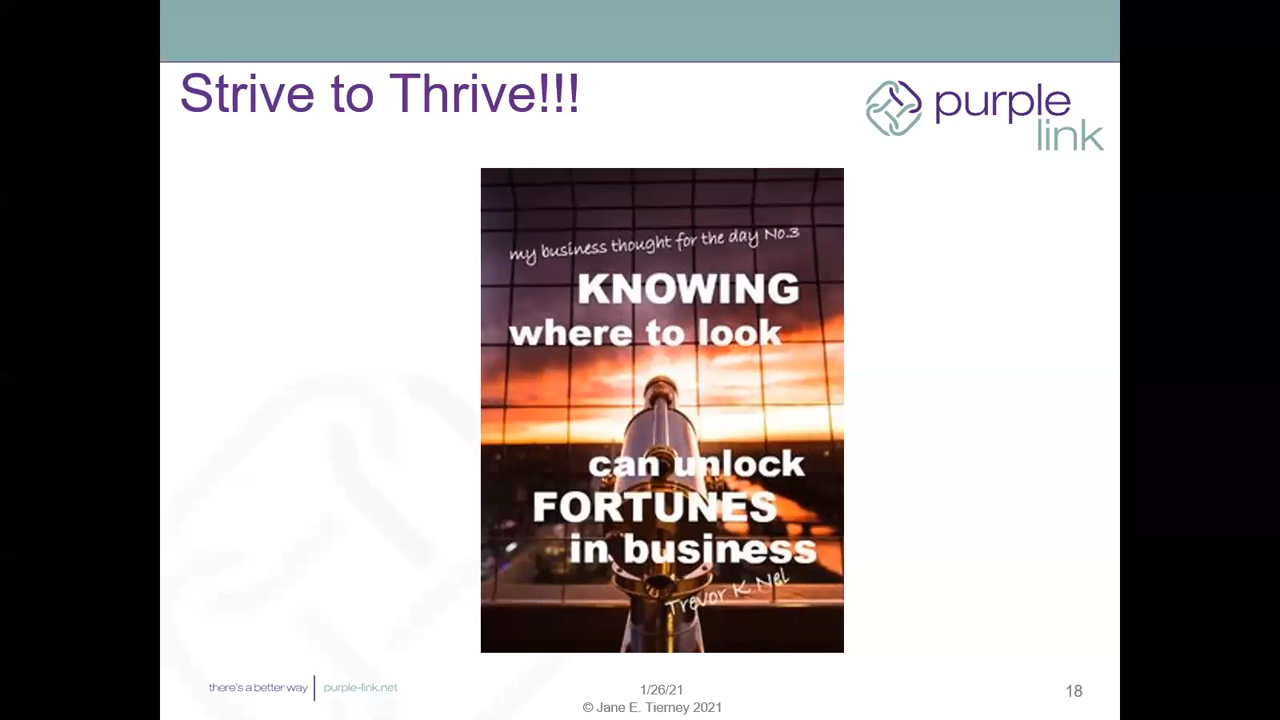 Strive to Thrive!!!
purple
link
my business thought for the day No.3
KNOWING
where to look
can unlock
FORTUNES
in business
Trevor K Nel
there's a better way | purple-link.net
1/26/21
© Jane E. Tierney 2021
18